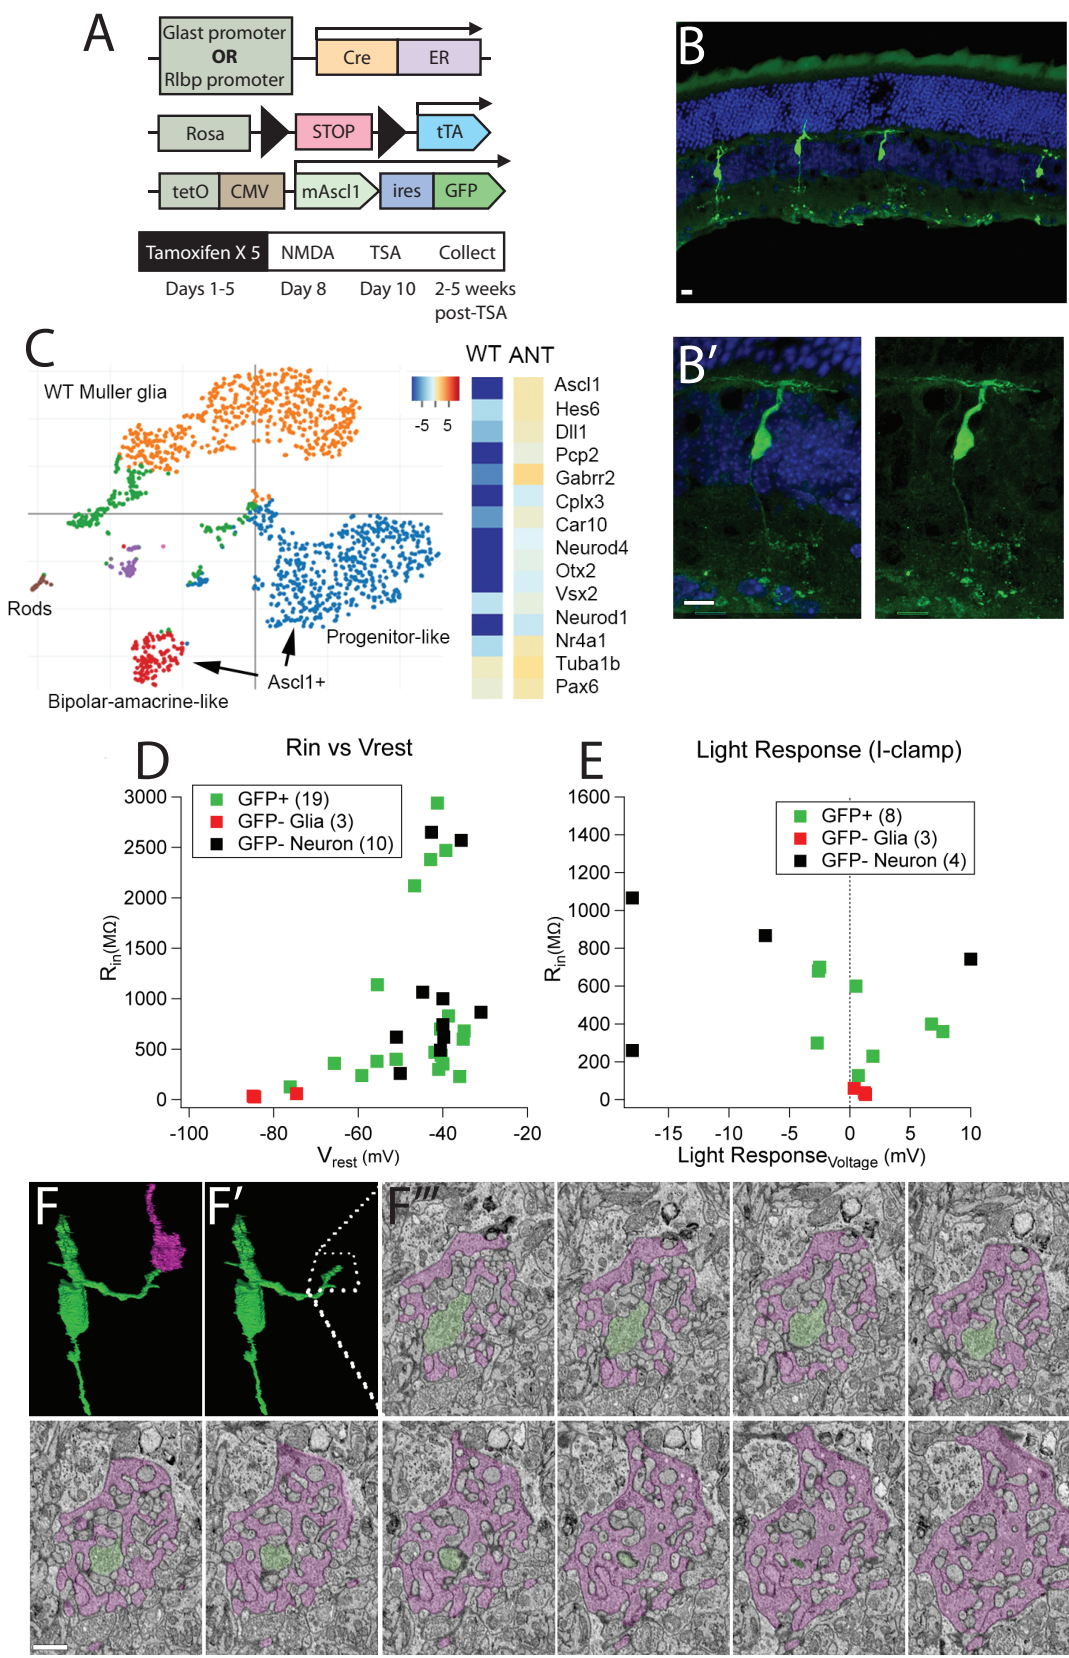 A
Glast promoter
OR
Rlbp promoter
Cre
ER
Rosa
STOP
tTA
tetO
CMV
mAscl1
ires
GFP
Tamoxifen X 5
NMDA
TSA
Collect
Days 1-5
Day 8
Day 10
2-5 weeks
post-TSA
B
B′
C
WT Muller glia
-5 5
Rods
Progenitor-like
Ascl1+
Bipolar-amacrine-like
WT ANT
Ascl1
Hes6
Dll1
Pcp2
Gabrr2
Cplx3
Car10
Neurod4
Otx2
Vsx2
Neurod1
Nr4a1
Tuba1b
Pax6
D
Rin vs Vrest
GFP+ (19)
GFP- Glia (3)
GFP- Neuron (10)
3000
2500
2000
1500
1000
500
0
Rin(MΩ)
-100 -80 -60 -40 -20
Vrest (mV)
E
Light Response (I-clamp)
GFP+ (8)
GFP- Glia (3)
GFP- Neuron (4)
1600
1400
1200
1000
800
600
400
200
0
Rin(MΩ)
-15 -10 -5 0 5 10
Light ResponseVoltage (mV)
F
F′
F‴